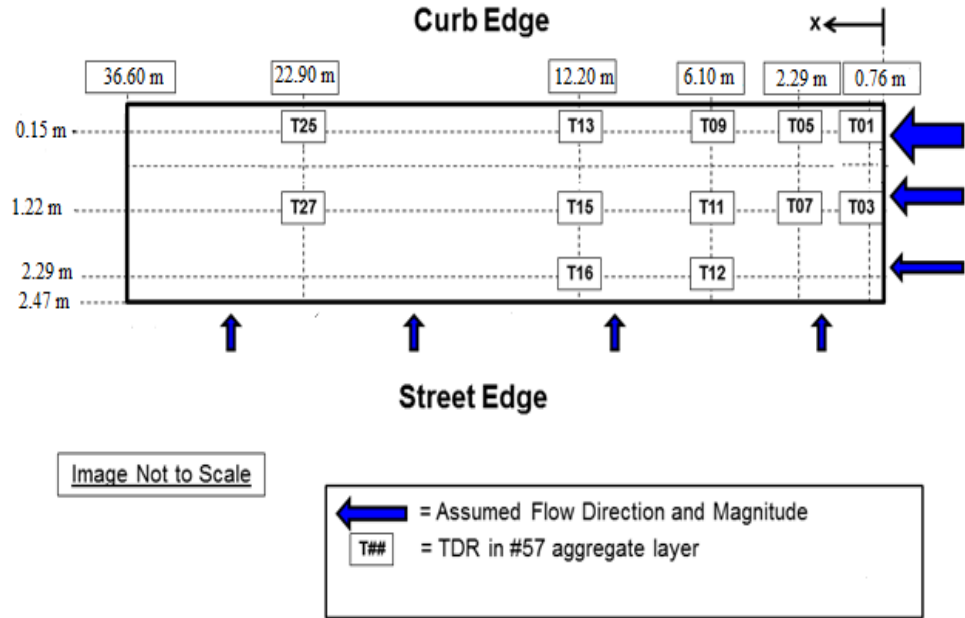 Curb Edge
x
36.60 m 22.90 m 12.20 m 6.10 m 2.29 m 0.76 m
0.15 m T25 T13 T09 T05 T01
1.22 m T27 T15 T11 T07 T03
2.29 m T16 T12
2.47 m
Street Edge
Image Not to Scale
= Assumed Flow Direction and Magnitude
T## = TDR in #57 aggregate layer